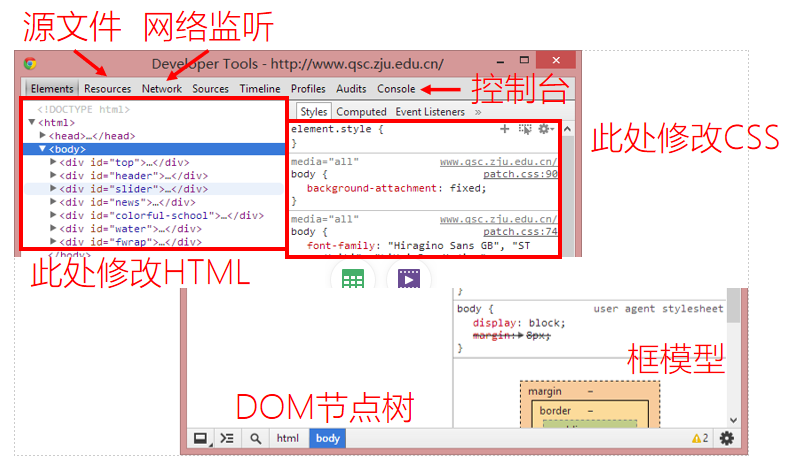 源文件 网络监听
Developer Tools - http://www.qsc.zju.edu.cn/
Elements Resources Network Sources Timeline Profiles Audits Console
控制台
<!DOCTYPE html>
<html>
<head>…</head>
<body>
<div id="top">…</div>
<div id="header">…</div>
<div id="slider">…</div>
<div id="news">…</div>
<div id="colorful-school">…</div>
<div id="water">…</div>
<div id="fwrap">…</div>
</body>
Styles Computed Event Listeners »
element.style {
}
media="all" www.qsc.zju.edu.cn/
body { patch.css:90
background-attachment: fixed;
}
media="all" www.qsc.zju.edu.cn/
body { patch.css:74
font-family: "Hiragino Sans GB", "ST
此处修改CSS
此处修改HTML
}
body { user agent stylesheet
display: block;
margin: 8px;
}
框模型
margin –
border –
DOM节点树
html body
2